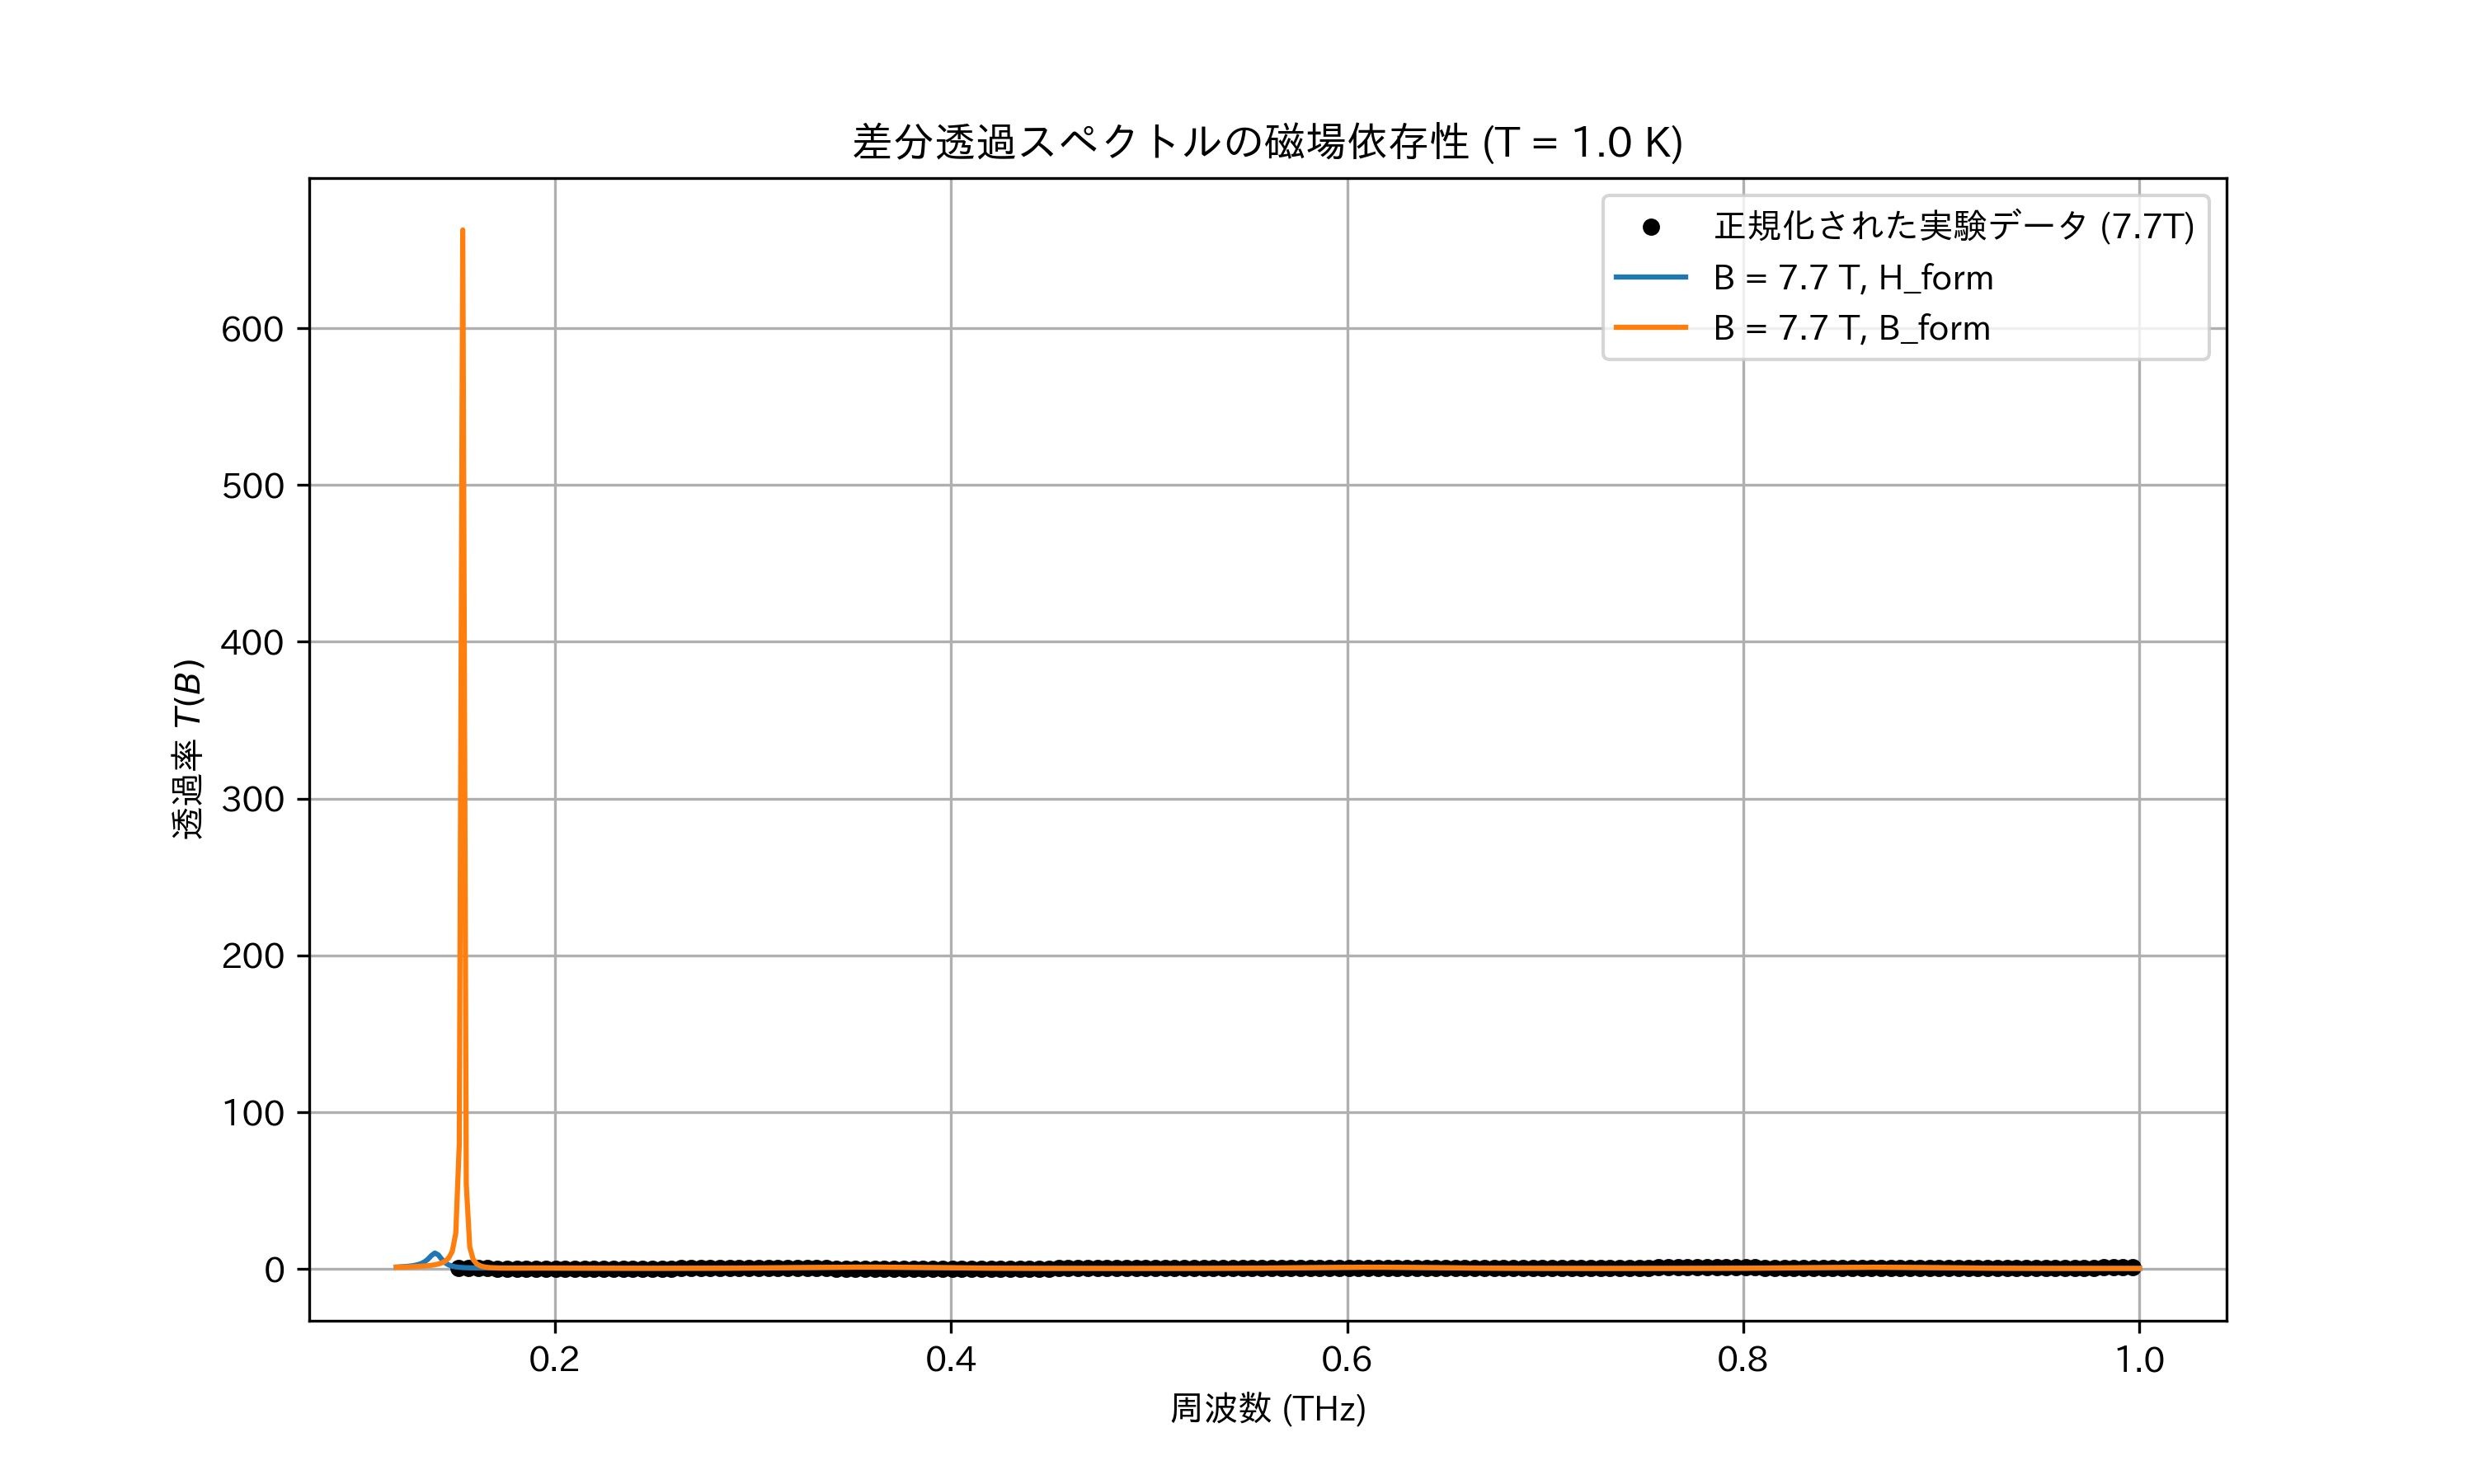 差分透過スペクトルの磁場依存性 (T = 1.0 K)
正規化された実験データ (7.7T)
B = 7.7 T, H_form
B = 7.7 T, B_form
透過率 T(B)
600
500
400
300
200
100
0
0.2
0.4
0.6
0.8
1.0
周波数 (THz)